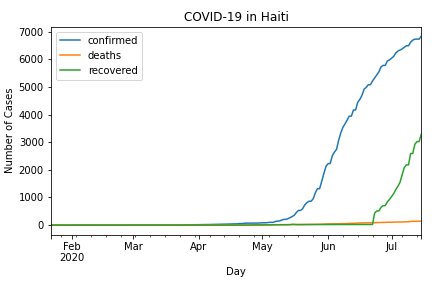 COVID-19 in Haiti
confirmed
deaths
recovered
Number of Cases
7000
6000
5000
4000
3000
2000
1000
0
Feb Mar Apr May Jun Jul
2020
Day